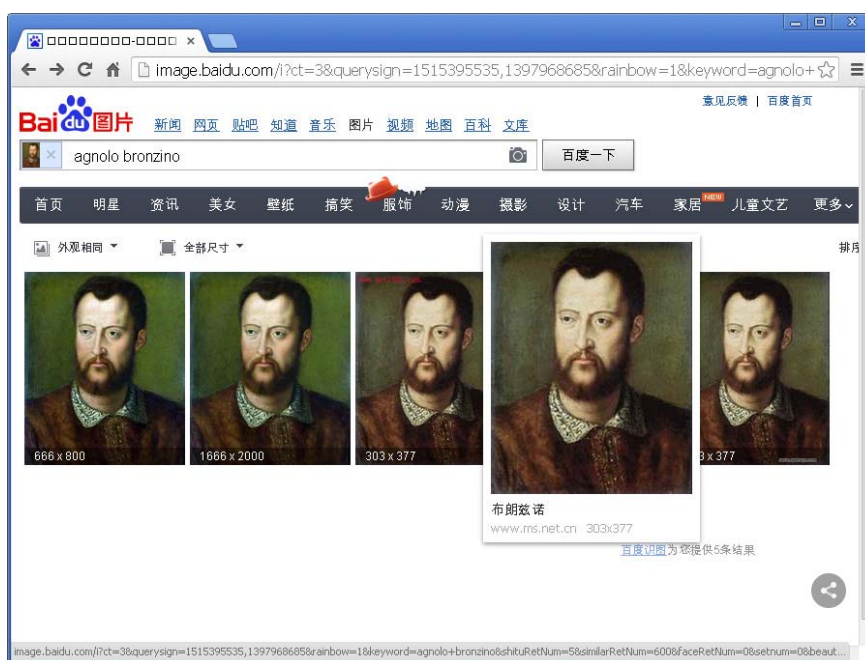 image.baidu.com/i?ct=3&querysign=1515395535,1397968685&rainbow=1&keyword=agnolo+
意见反馈 | 百度首页
Bai du 图片 新闻 网页 贴吧 知道 音乐 图片 视频 地图 百科 文库
agnolo bronzino 百度一下
首页 明星 资讯 美女 壁纸 搞笑 服饰 动漫 摄影 设计 汽车 家居 NEW 儿童文艺 更多
外观相同 全部尺寸 排序
666 x 800 1666 x 2000 303 x 377 3 x 377
布朗兹诺
www.ms.net.cn 303x377
百度识图为您提供5条结果
image.baidu.com/i?ct=3&querysign=1515395535,1397968685&rainbow=1&keyword=agnolo+bronzino&shituRetNum=5&similarRetNum=600&faceRetNum=0&setnum=0&beaut...